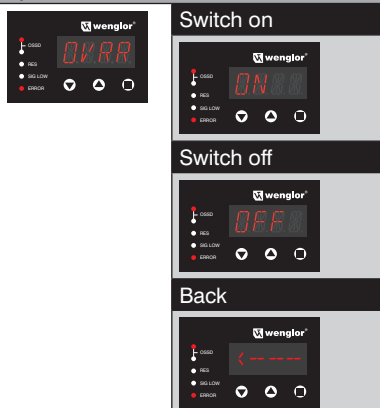 wenglor®
OSSD
OVRR
RES
SIG LOW
ERROR
Switch on
wenglor®
OSSD
ON
RES
SIG LOW
ERROR
Switch off
wenglor®
OSSD
OFF
RES
SIG LOW
ERROR
Back
wenglor®
OSSD
<-----
RES
SIG LOW
ERROR